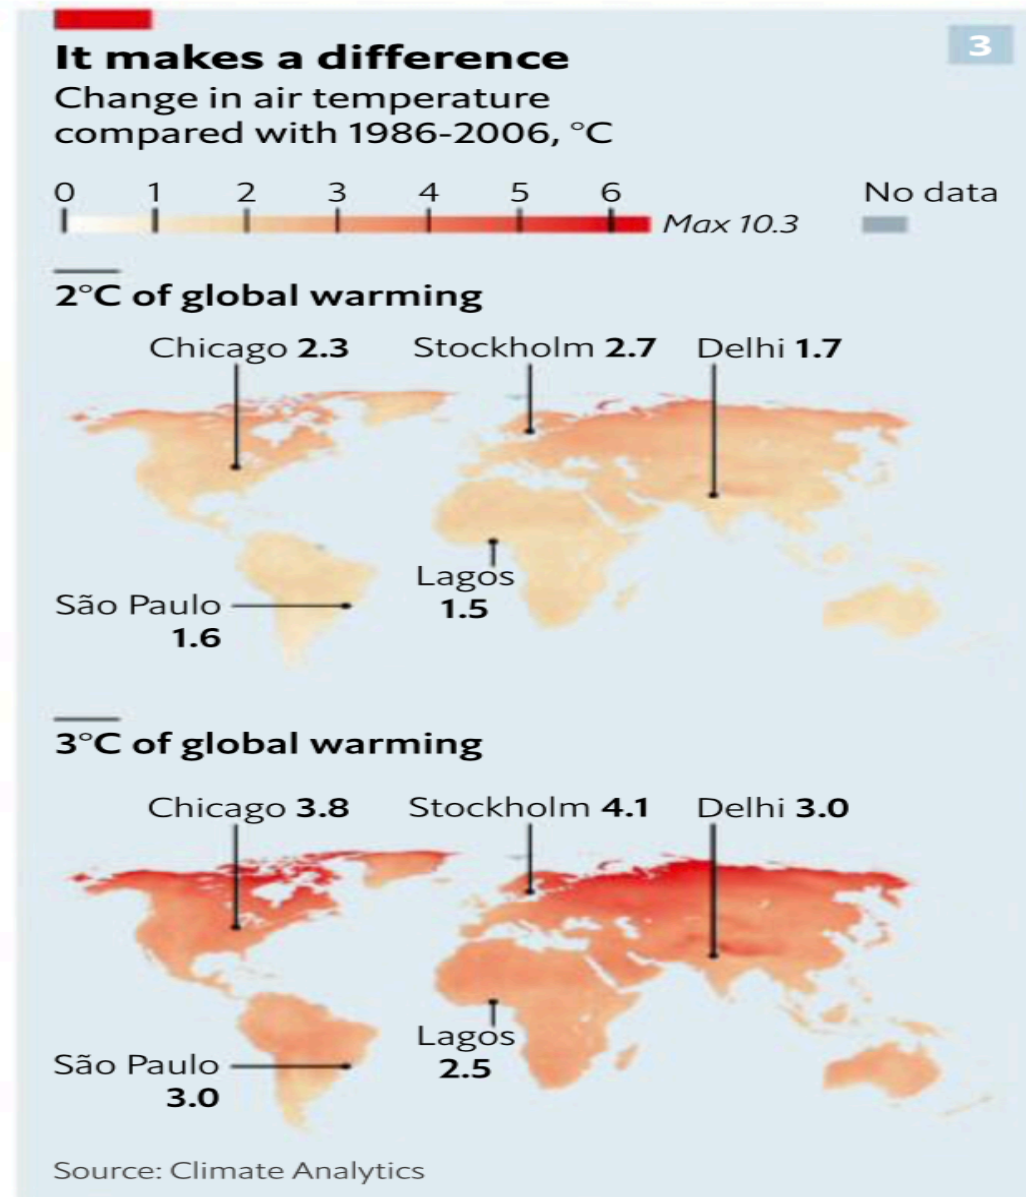 3
It makes a difference
Change in air temperature
compared with 1986-2006, °C
0 1 2 3 4 5 6 No data
Max 10.3
2°C of global warming
Chicago 2.3 Stockholm 2.7 Delhi 1.7
Lagos
1.5
São Paulo
1.6
3°C of global warming
Chicago 3.8 Stockholm 4.1 Delhi 3.0
Lagos
2.5
São Paulo
3.0
Source: Climate Analytics